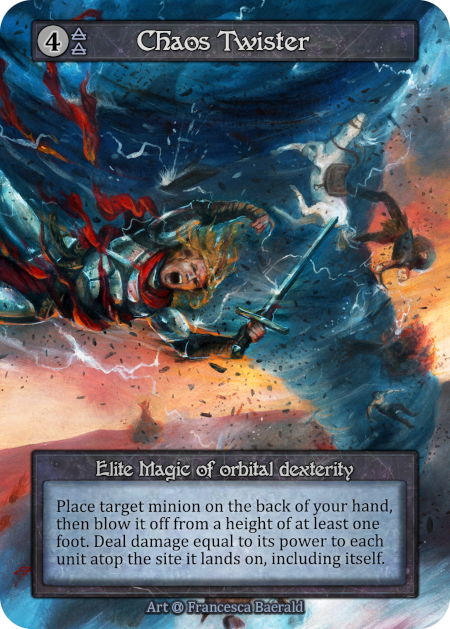 4
Chaos Twister
Elite Magic of orbital dexterity
Place target minion on the back of your hand,
then blow it off from a height of at least one
foot. Deal damage equal to its power to each
unit atop the site it lands on, including itself.
Art @ Francesca Baerald